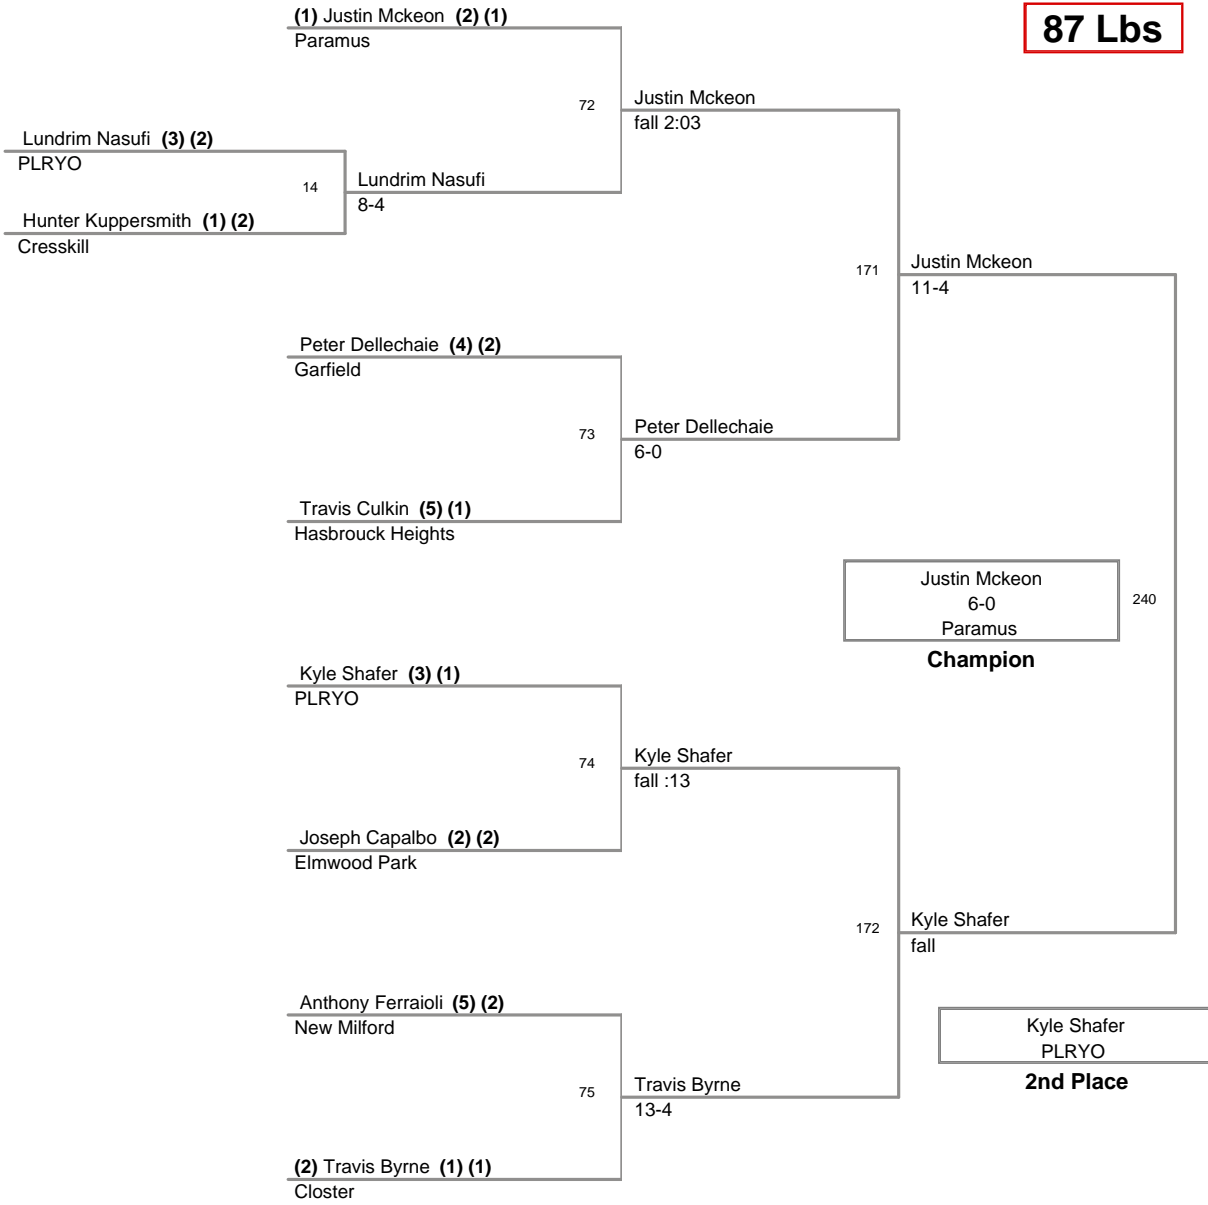 (1) Justin Mckeon (2) (1)
Paramus
87 Lbs
72
Justin Mckeon
fall 2:03
Lundrim Nasufi (3) (2)
PLRYO
14
Lundrim Nasufi
8-4
Hunter Kuppersmith (1) (2)
Cresskill
171
Justin Mckeon
11-4
Peter Dellechaie (4) (2)
Garfield
73
Peter Dellechaie
6-0
Travis Culkin (5) (1)
Hasbrouck Heights
Justin Mckeon
6-0
Paramus
240
Champion
Kyle Shafer (3) (1)
PLRYO
74
Kyle Shafer
fall :13
Joseph Capalbo (2) (2)
Elmwood Park
172
Kyle Shafer
fall
Anthony Ferraioli (5) (2)
New Milford
Kyle Shafer
PLRYO
2nd Place
75
Travis Byrne
13-4
(2) Travis Byrne (1) (1)
Closter